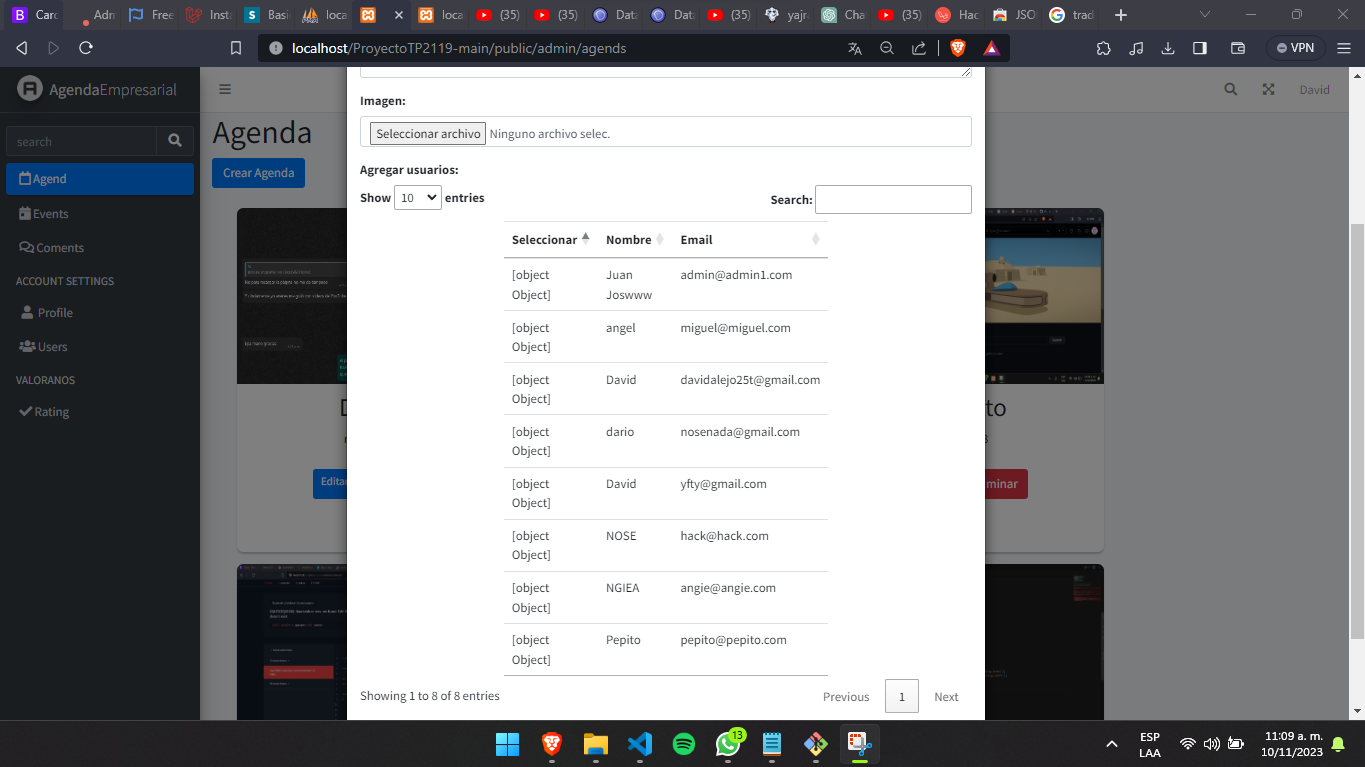 Card
Adm
Free
Insta
Basic
loca
loca
(35)
(35)
Data
Data
(35)
yajra
Cha
(35)
Hac
JSO
trad
localhost/ProyectoTP2119-main/public/admin/agends
VPN
AgendaEmpresarial
David
search
Agenda
Crear Agenda
Agend
Events
Coments
ACCOUNT SETTINGS
Profile
Users
VALORANOS
Rating
Imagen:
Seleccionar archivo Ninguno archivo selec.
Agregar usuarios:
Show 10 entries
Search:
Seleccionar Nombre Email
[object Object] Juan Joswww admin@admin1.com
[object Object] angel miguel@miguel.com
[object Object] David davidalejo25t@gmail.com
[object Object] dario nosenada@gmail.com
[object Object] David yfty@gmail.com
[object Object] NOSE hack@hack.com
[object Object] NGIEA angie@angie.com
[object Object] Pepito pepito@pepito.com
Showing 1 to 8 of 8 entries
Previous 1 Next
Edita
minar
13
ESP
LAA
11:09 a. m.
10/11/2023